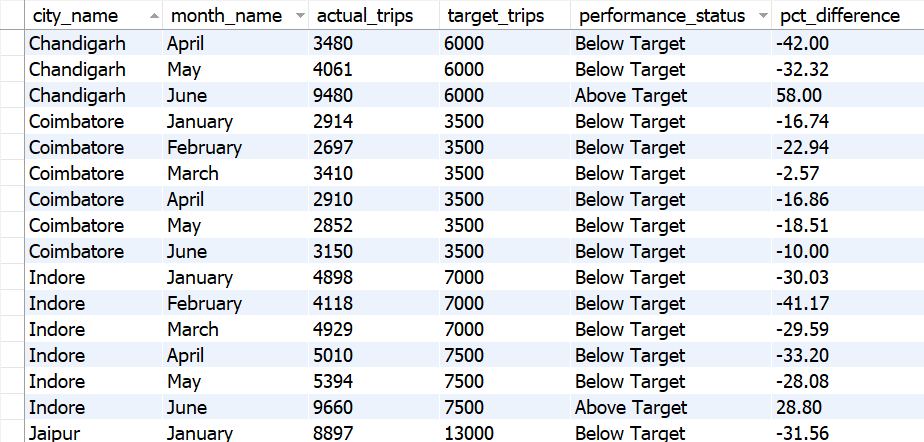 city_name month_name actual_trips target_trips performance_status pct_difference
Chandigarh April 3480 6000 Below Target -42.00
Chandigarh May 4061 6000 Below Target -32.32
Chandigarh June 9480 6000 Above Target 58.00
Coimbatore January 2914 3500 Below Target -16.74
Coimbatore February 2697 3500 Below Target -22.94
Coimbatore March 3410 3500 Below Target -2.57
Coimbatore April 2910 3500 Below Target -16.86
Coimbatore May 2852 3500 Below Target -18.51
Coimbatore June 3150 3500 Below Target -10.00
Indore January 4898 7000 Below Target -30.03
Indore February 4118 7000 Below Target -41.17
Indore March 4929 7000 Below Target -29.59
Indore April 5010 7500 Below Target -33.20
Indore May 5394 7500 Below Target -28.08
Indore June 9660 7500 Above Target 28.80
Jaipur January 8897 13000 Below Target -31.56